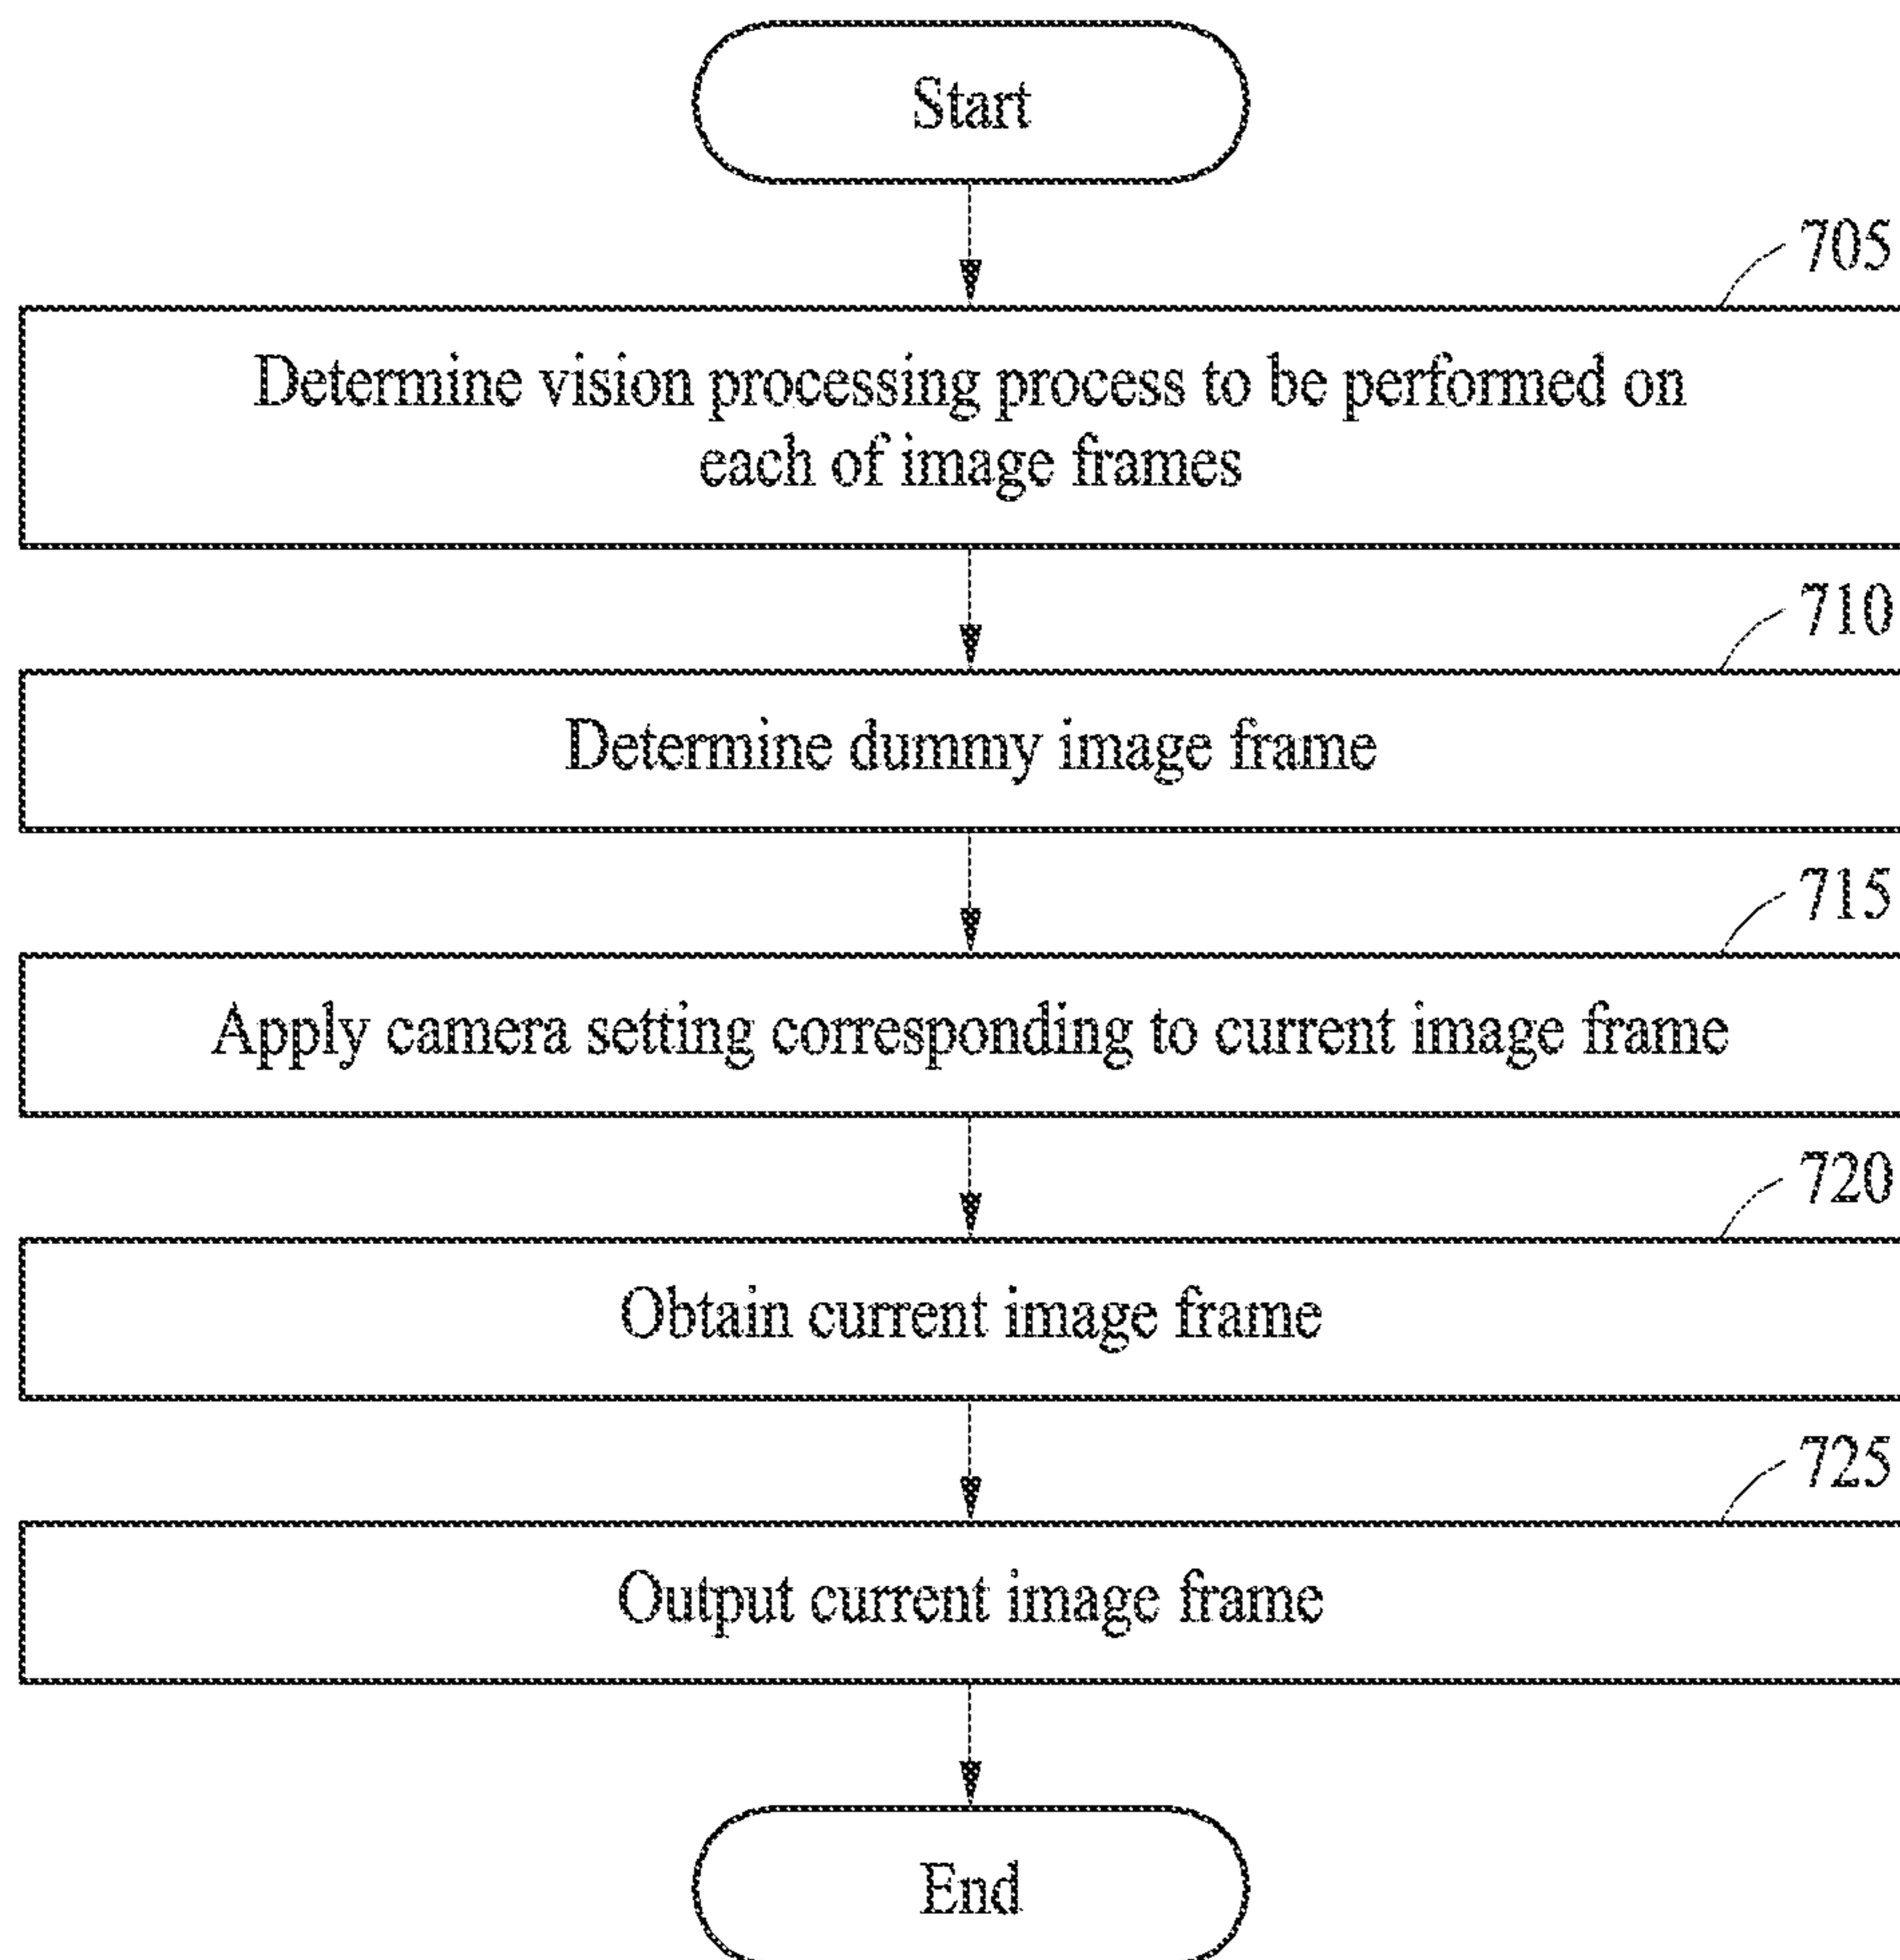 Start
705
Determine vision processing process to be performed on
each of image frames
710
Determine dummy image frame
715
Apply camera setting corresponding to current image frame
720
Obtain current image frame
725
Output current image frame
End